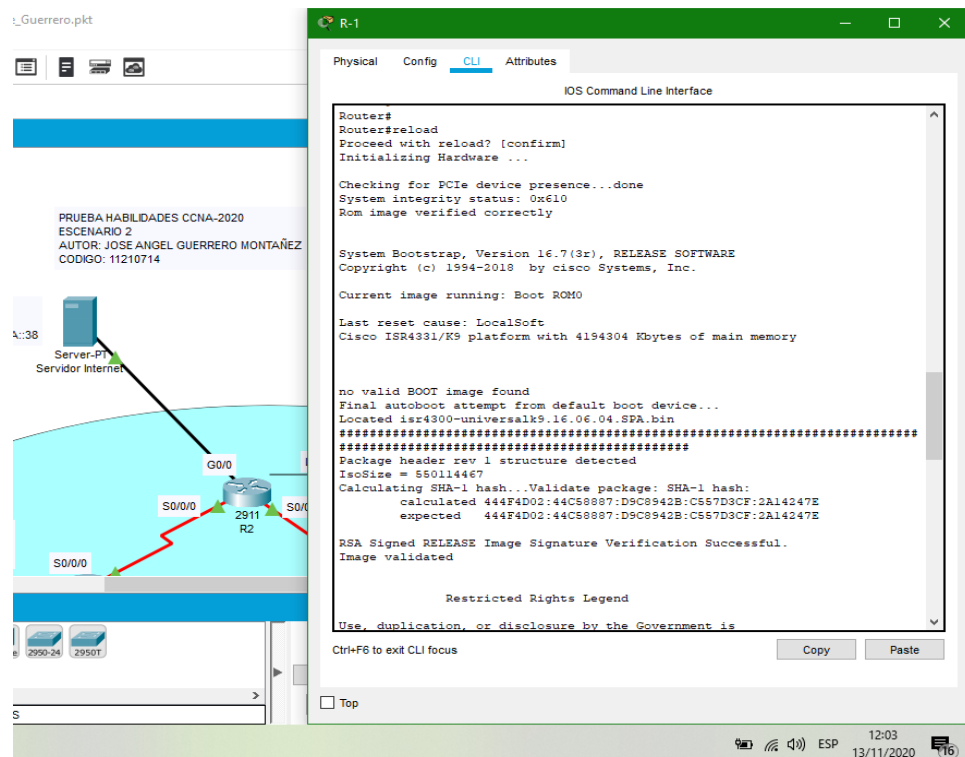 :_Guerrero.pkt
PRUEBA HABILIDADES CCNA-2020
ESCENARIO 2
AUTOR: JOSE ANGEL GUERRERO MONTAÑEZ
CODIGO: 11210714
A::38
Server-PT
Servidor Internet
G0/0
S0/0/0
2911
R2
S0/0
S0/0/0
2950-24
2950T
S
R-1
Physical
Config
CLI
Attributes
IOS Command Line Interface
Router#
Router#reload
Proceed with reload? [confirm]
Initializing Hardware ...
Checking for PCIe device presence...done
System integrity status: 0x610
Rom image verified correctly
System Bootstrap, Version 16.7(3r), RELEASE SOFTWARE
Copyright (c) 1994-2018  by cisco Systems, Inc.
Current image running: Boot ROM0
Last reset cause: LocalSoft
Cisco ISR4331/K9 platform with 4194304 Kbytes of main memory
no valid BOOT image found
Final autoboot attempt from default boot device...
Located isr4300-universalk9.16.06.04.SPA.bin
#############################################################################
###############################################
Package header rev 1 structure detected
IsoSize = 550114467
Calculating SHA-1 hash...Validate package: SHA-1 hash:
calculated 444F4D02:44C58887:D9C8942B:C557D3CF:2A14247E
expected   444F4D02:44C58887:D9C8942B:C557D3CF:2A14247E
RSA Signed RELEASE Image Signature Verification Successful.
Image validated
Restricted Rights Legend
Use, duplication, or disclosure by the Government is
Ctrl+F6 to exit CLI focus
Copy
Paste
Top
ESP
12:03
13/11/2020
16